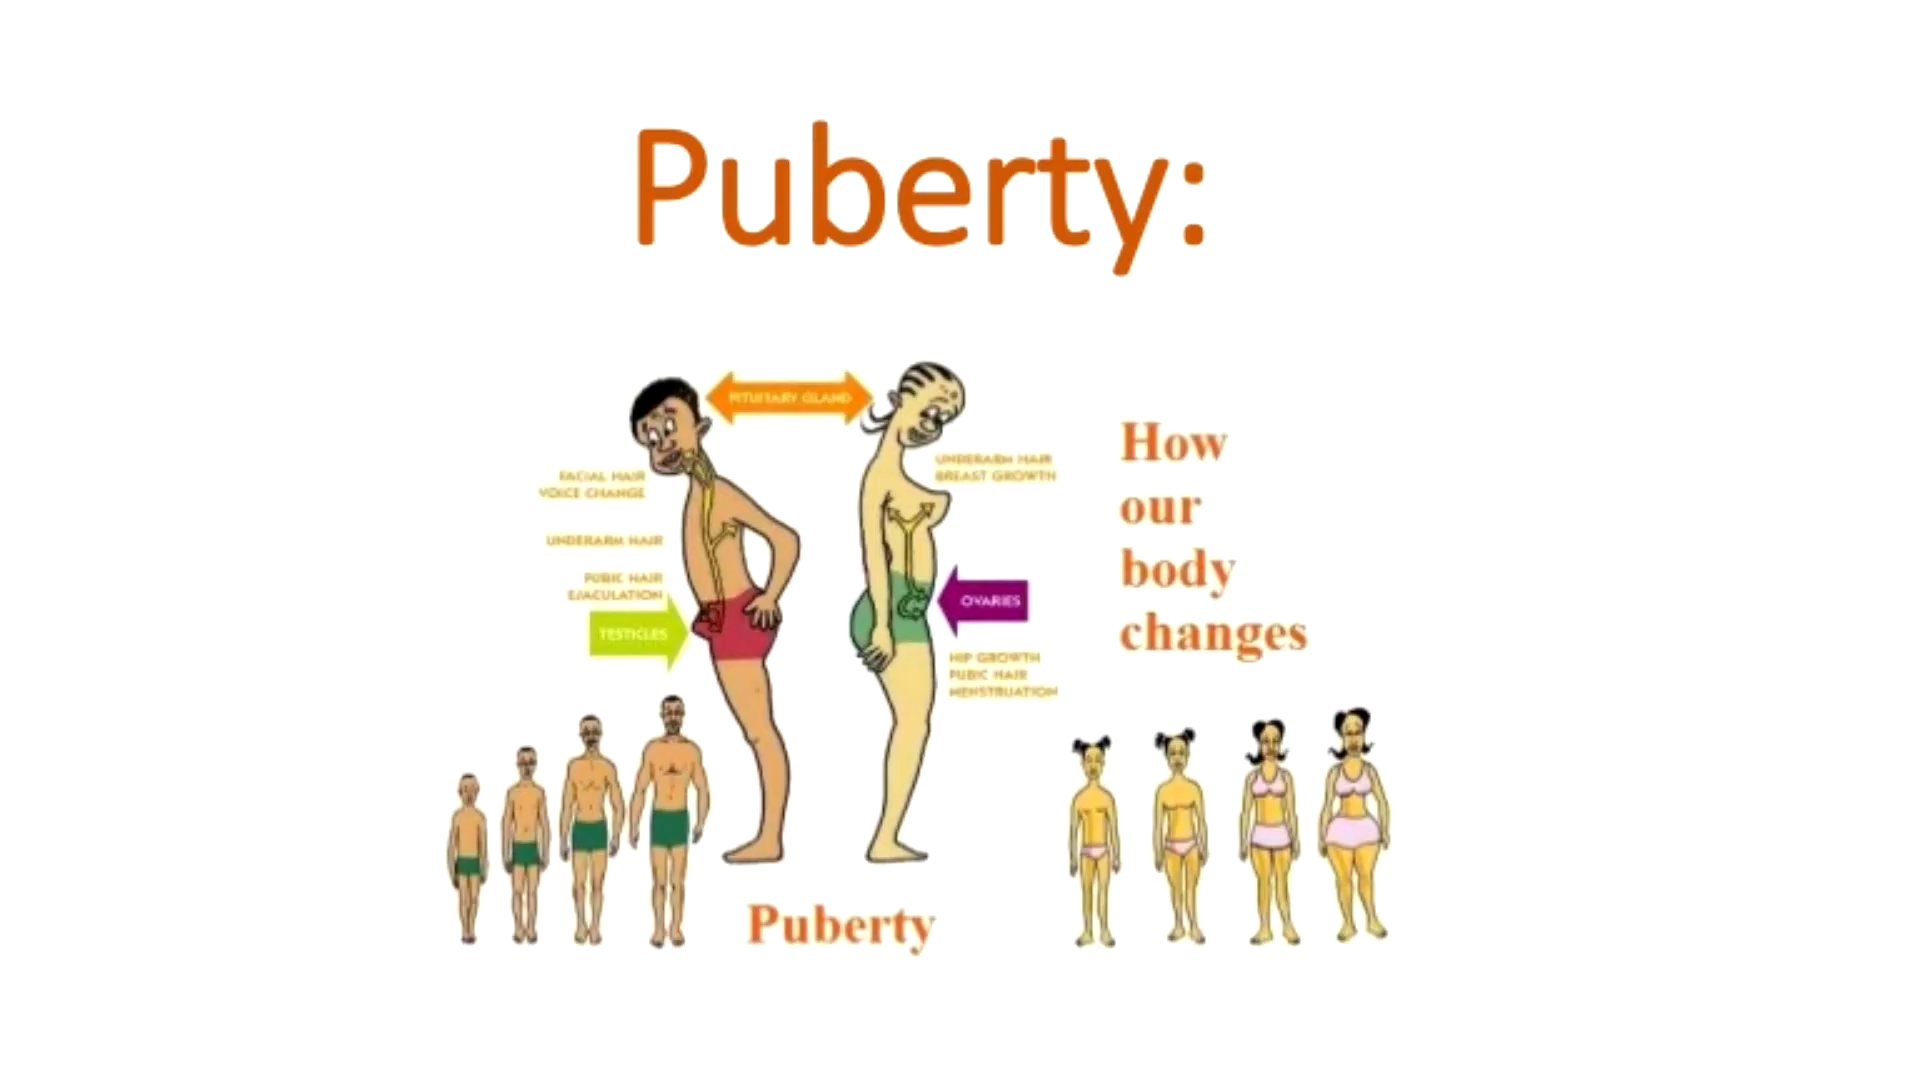 Puberty:
PITUITARY GLAND
FACIAL HAIR
VOICE CHANGE
UNDERARM HAIR
PUBIC HAIR
EJACULATION
TESTICLES
UNDERARM HAIR
BREAST GROWTH
OVARIES
HIP GROWTH
PUBIC HAIR
MENSTRUATION
How
our
body
changes
Puberty